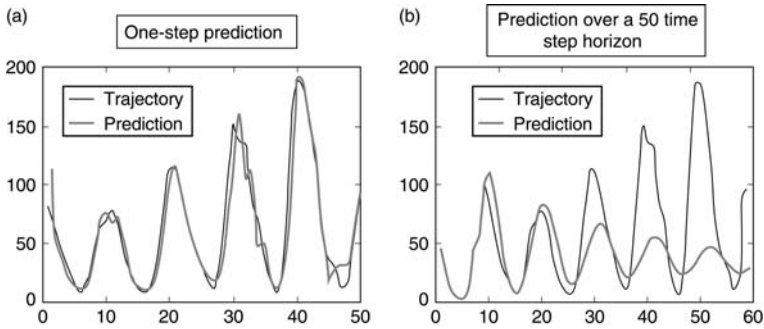 (a)
One-step prediction
200
150
100
50
0
Trajectory
Prediction
0 10 20 30 40 50
(b)
Prediction over a 50 time
step horizon
200
150
100
50
0
Trajectory
Prediction
0 10 20 30 40 50 60